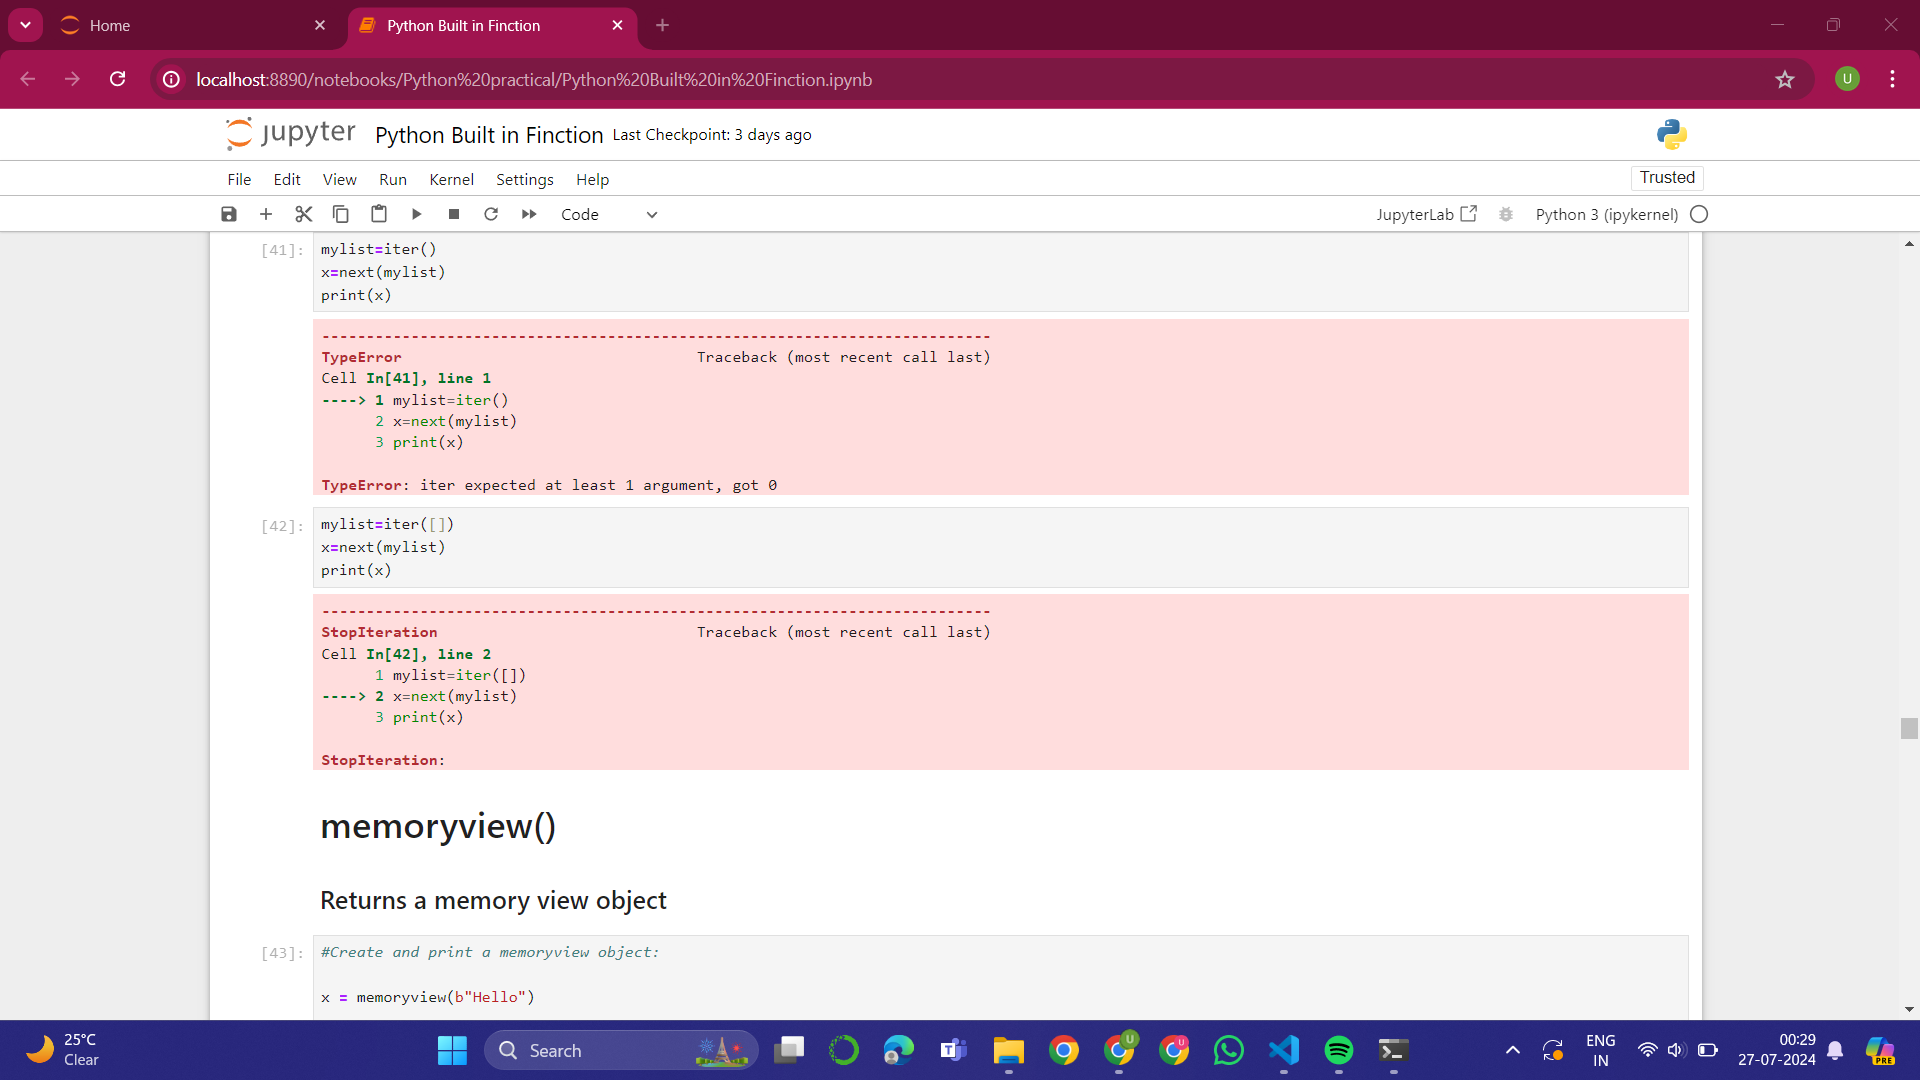 Home
Python Built in Finction
localhost:8890/notebooks/Python%20practical/Python%20Built%20in%20Finction.ipynb
U
jupyter Python Built in Finction Last Checkpoint: 3 days ago
File Edit View Run Kernel Settings Help
Trusted
Code
JupyterLab
Python 3 (ipykernel)
[41]:
mylist=iter()
x=next(mylist)
print(x)
---------------------------------------------------------------------------
TypeError Traceback (most recent call last)
Cell In[41], line 1
----> 1 mylist=iter()
2 x=next(mylist)
3 print(x)
TypeError: iter expected at least 1 argument, got 0
[42]:
mylist=iter([])
x=next(mylist)
print(x)
---------------------------------------------------------------------------
StopIteration Traceback (most recent call last)
Cell In[42], line 2
1 mylist=iter([])
----> 2 x=next(mylist)
3 print(x)
StopIteration:
memoryview()
Returns a memory view object
[43]:
#Create and print a memoryview object:
x = memoryview(b"Hello")
25°C
Clear
Search
U
U
ENG
IN
00:29
27-07-2024
PRE